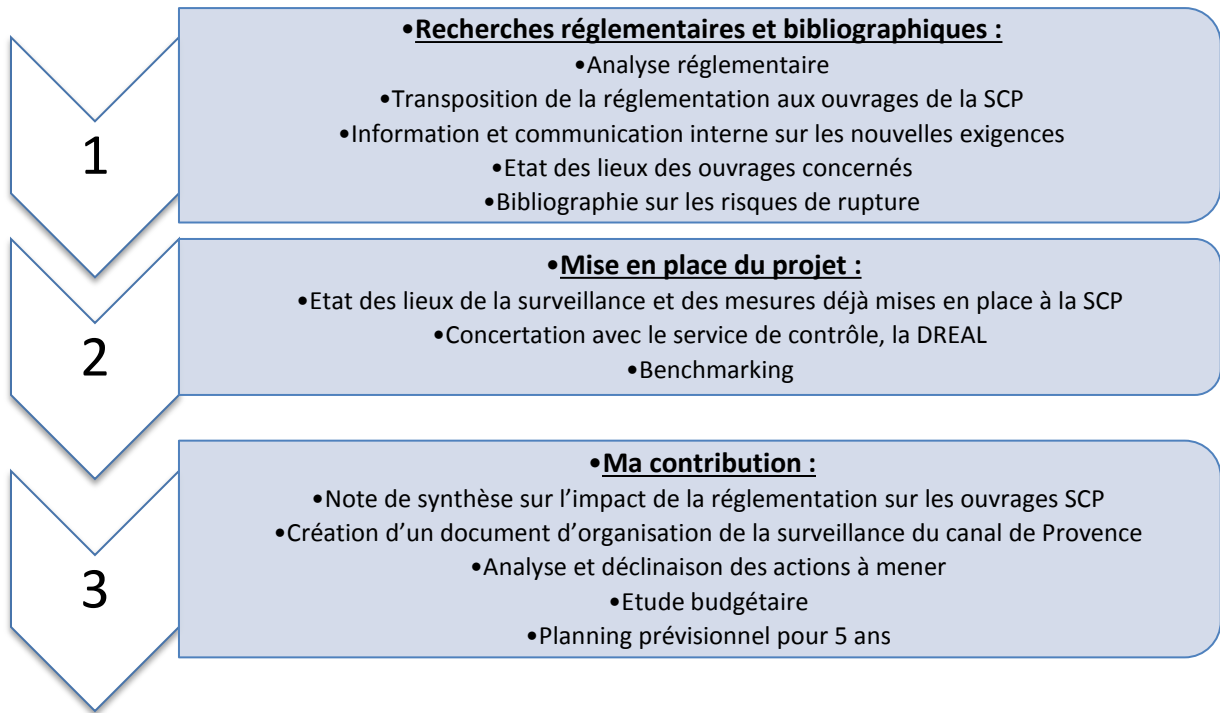 1
•Recherches réglementaires et bibliographiques :
•Analyse réglementaire
•Transposition de la réglementation aux ouvrages de la SCP
•Information et communication interne sur les nouvelles exigences
•Etat des lieux des ouvrages concernés
•Bibliographie sur les risques de rupture
2
•Mise en place du projet :
•Etat des lieux de la surveillance et des mesures déjà mises en place à la SCP
•Concertation avec le service de contrôle, la DREAL
•Benchmarking
3
•Ma contribution :
•Note de synthèse sur l’impact de la réglementation sur les ouvrages SCP
•Création d’un document d’organisation de la surveillance du canal de Provence
•Analyse et déclinaison des actions à mener
•Etude budgétaire
•Planning prévisionnel pour 5 ans